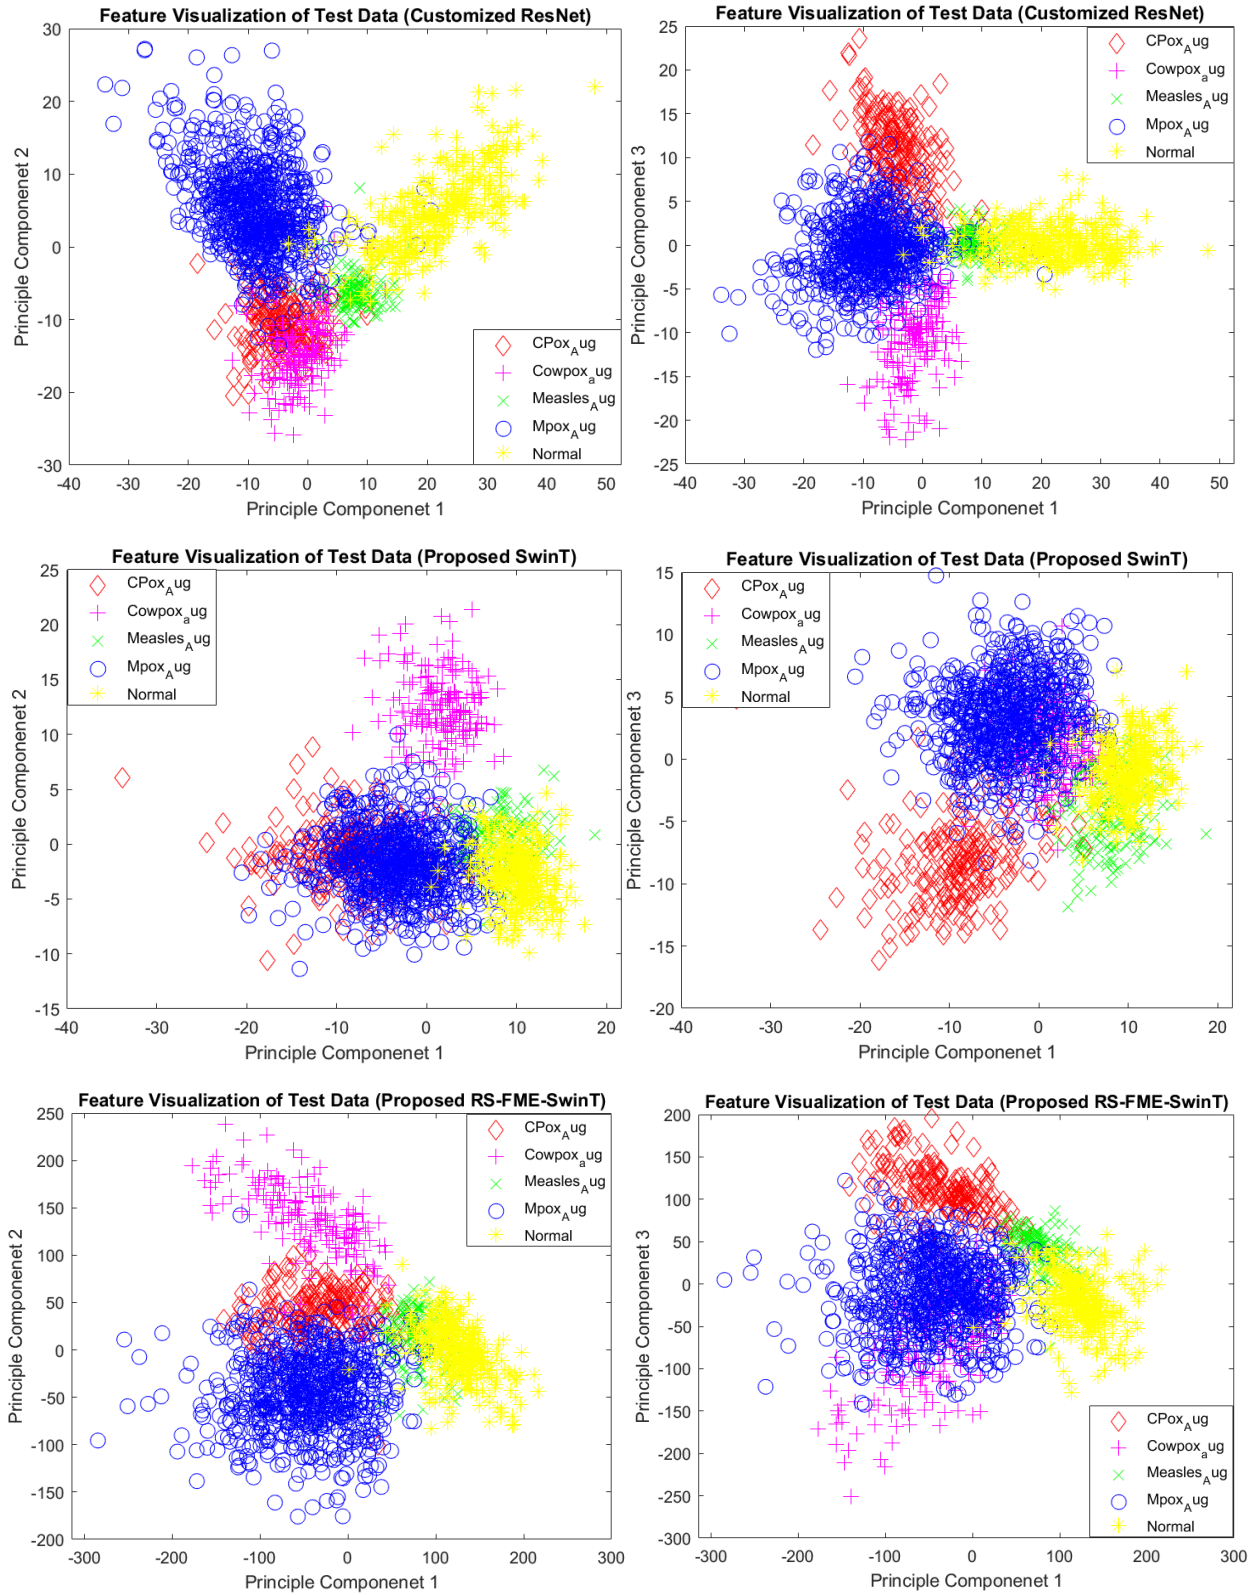 Feature Visualization of Test Data (Customized ResNet)
30
20
10
0
-10
-20
-30
Principle Componenet 2
CPox_Aug
Cowpox_aug
Measles_Aug
Mpox_Aug
Normal
-40 -30 -20 -10 0 10 20 30 40 50
Principle Componenet 1
Feature Visualization of Test Data (Customized ResNet)
25
20
15
10
5
0
-5
-10
-15
-20
-25
Principle Componenet 3
CPox_Aug
Cowpox_aug
Measles_Aug
Mpox_Aug
Normal
-40 -30 -20 -10 0 10 20 30 40 50
Principle Componenet 1
Feature Visualization of Test Data (Proposed SwinT)
25
20
15
10
5
0
-5
-10
-15
Principle Componenet 2
CPox_Aug
Cowpox_aug
Measles_Aug
Mpox_Aug
Normal
-40 -30 -20 -10 0 10 20
Principle Componenet 1
Feature Visualization of Test Data (Proposed SwinT)
15
10
5
0
-5
-10
-15
-20
Principle Componenet 3
CPox_Aug
Cowpox_aug
Measles_Aug
Mpox_Aug
Normal
-40 -30 -20 -10 0 10 20
Principle Componenet 1
Feature Visualization of Test Data (Proposed RS-FME-SwinT)
250
200
150
100
50
0
-50
-100
-150
-200
Principle Componenet 2
CPox_Aug
Cowpox_aug
Measles_Aug
Mpox_Aug
Normal
-300 -200 -100 0 100 200 300
Principle Componenet 1
Feature Visualization of Test Data (Proposed RS-FME-SwinT)
200
150
100
50
0
-50
-100
-150
-200
-250
-300
Principle Componenet 3
CPox_Aug
Cowpox_aug
Measles_Aug
Mpox_Aug
Normal
-300 -200 -100 0 100 200 300
Principle Componenet 1